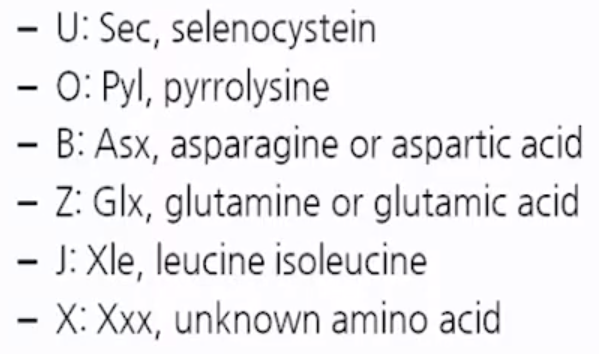 – U: Sec, selenocystein
– O: Pyl, pyrrolysine
– B: Asx, asparagine or aspartic acid
– Z: Glx, glutamine or glutamic acid
– J: Xle, leucine isoleucine
– X: Xxx, unknown amino acid